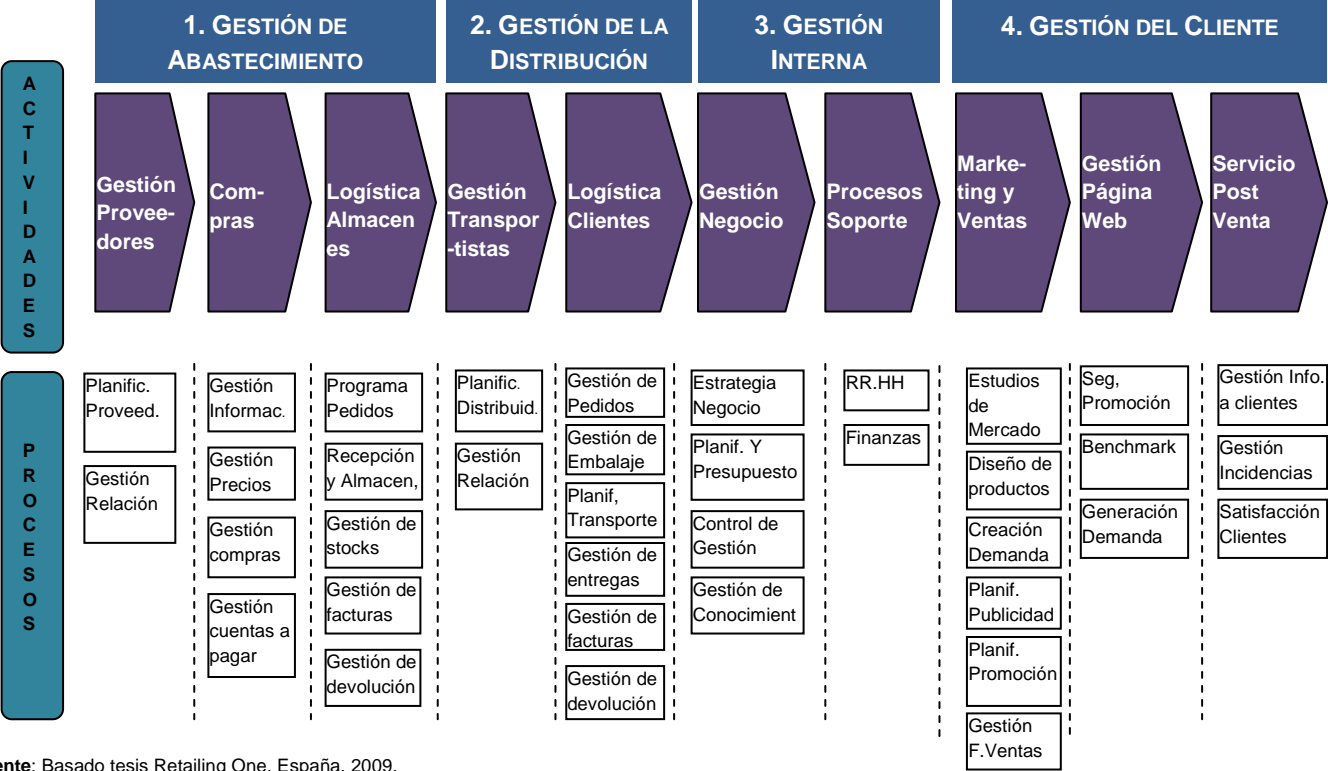 1. GESTIÓN DE
ABASTECIMIENTO
2. GESTIÓN DE LA
DISTRIBUCIÓN
3. GESTIÓN
INTERNA
4. GESTIÓN DEL CLIENTE
A
C
T
I
V
I
D
A
D
E
S
Gestión
Provee-
dores
Com-
pras
Logística
Almacen
es
Gestión
Transpor
-tistas
Logística
Clientes
Gestión
Negocio
Procesos
Soporte
Marke-
ting y
Ventas
Gestión
Página
Web
Servicio
Post
Venta
P
R
O
C
E
S
O
S
Planific.
Proveed.
Gestión
Relación
Gestión
Informac.
Gestión
Precios
Gestión
compras
Gestión
cuentas a
pagar
Programa
Pedidos
Recepción
y Almacen,
Gestión de
stocks
Gestión de
facturas
Gestión de
devolución
Planific.
Distribuid.
Gestión
Relación
Gestión de
Pedidos
Gestión de
Embalaje
Planif,
Transporte
Gestión de
entregas
Gestión de
facturas
Gestión de
devolución
Estrategia
Negocio
Planif. Y
Presupuesto
Control de
Gestión
Gestión de
Conocimient
RR.HH
Finanzas
Estudios
de
Mercado
Diseño de
productos
Creación
Demanda
Planif.
Publicidad
Planif.
Promoción
Gestión
F.Ventas
Seg,
Promoción
Benchmark
Generación
Demanda
Gestión Info.
a clientes
Gestión
Incidencias
Satisfacción
Clientes
ente: Basado tesis Retailing One. España. 2009.